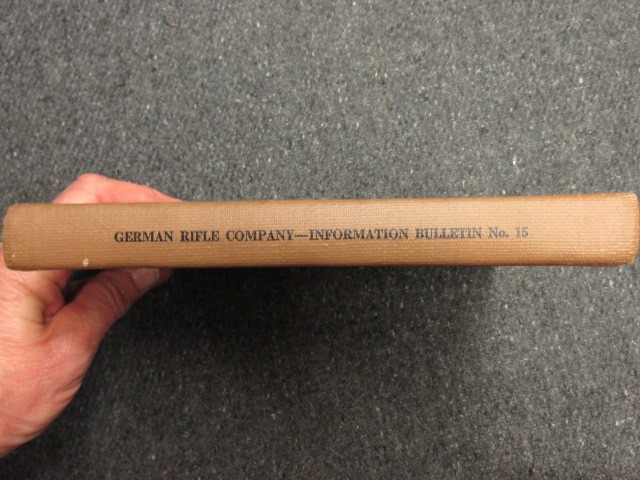 GERMAN RIFLE COMPANY—INFORMATION BULLETIN No. 15